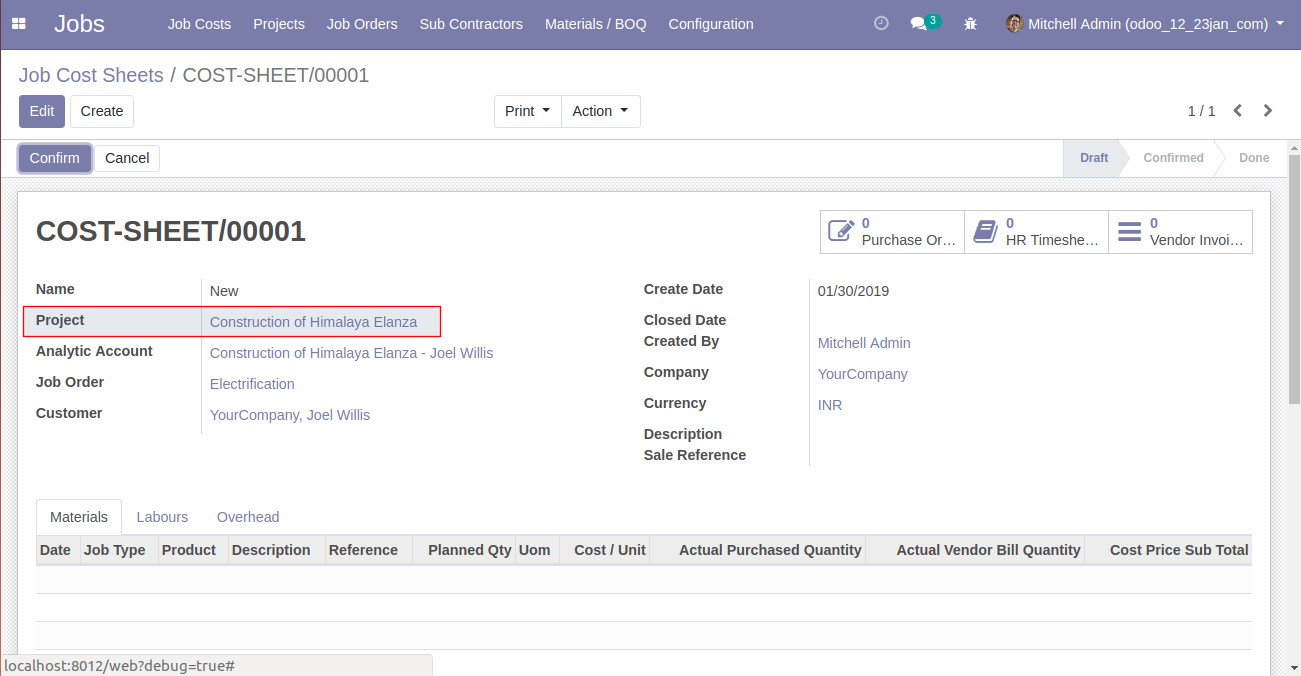 Jobs Job Costs Projects Job Orders Sub Contractors Materials / BOQ Configuration 3 Mitchell Admin (odoo_12_23jan_com)
Job Cost Sheets / COST-SHEET/00001
Edit Create Print Action 1 / 1
Confirm Cancel Draft Confirmed Done
COST-SHEET/00001
0 Purchase Or...
0 HR Timeshe...
0 Vendor Invoi...
Name New
Project Construction of Himalaya Elanza
Analytic Account Construction of Himalaya Elanza - Joel Willis
Job Order Electrification
Customer YourCompany, Joel Willis
Create Date 01/30/2019
Closed Date
Created By Mitchell Admin
Company YourCompany
Currency INR
Description
Sale Reference
Materials Labours Overhead
Date Job Type Product Description Reference Planned Qty Uom Cost / Unit Actual Purchased Quantity Actual Vendor Bill Quantity Cost Price Sub Total
localhost:8012/web?debug=true#